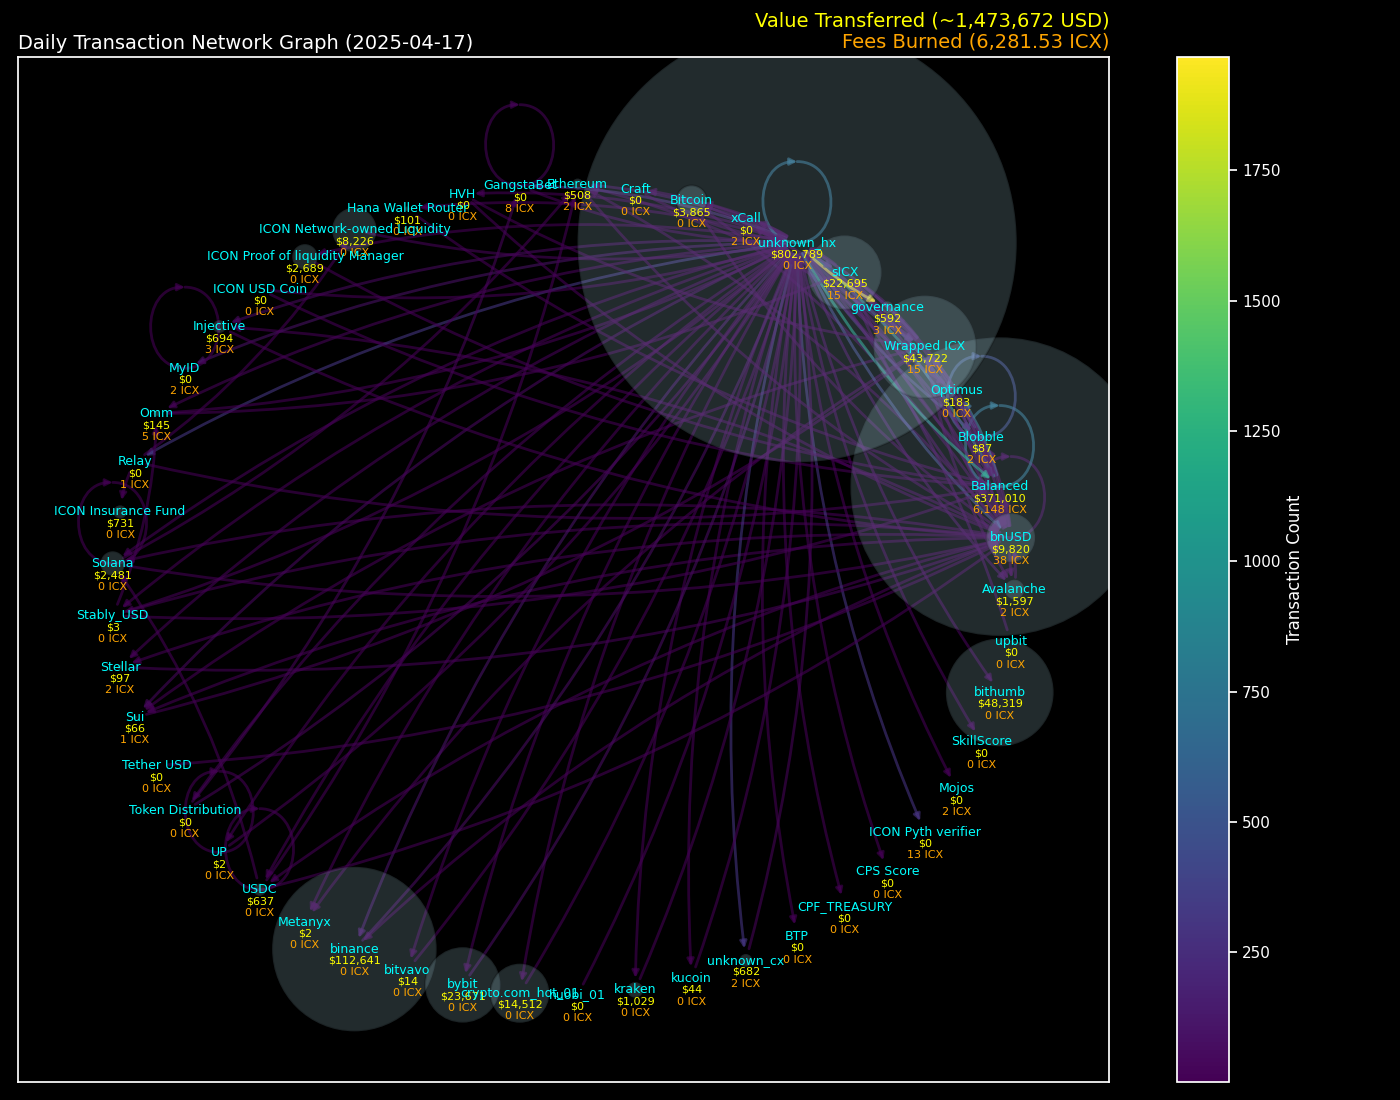 Value Transferred (~1,473,672 USD)
Daily Transaction Network Graph (2025-04-17)
Fees Burned (6,281.53 ICX)
GangstaBet
$0
8 ICX
Ethereum
$508
2 ICX
Craft
$0
0 ICX
Bitcoin
$3,865
0 ICX
xCall
$0
2 ICX
unknown_hx
$802,789
0 ICX
sICX
$22,695
15 ICX
governance
$592
3 ICX
Wrapped ICX
$43,722
15 ICX
Optimus
$183
0 ICX
Blobble
$87
2 ICX
Balanced
$371,010
6,148 ICX
bnUSD
$9,820
38 ICX
Avalanche
$1,597
2 ICX
upbit
$0
0 ICX
bithumb
$48,319
0 ICX
SkillScore
$0
0 ICX
Mojos
$0
2 ICX
ICON Pyth verifier
$0
13 ICX
CPS Score
$0
0 ICX
CPF_TREASURY
$0
0 ICX
BTP
$0
0 ICX
unknown_cx
$682
2 ICX
kucoin
$44
0 ICX
kraken
$1,029
0 ICX
huobi_01
$0
0 ICX
crypto.com_hot_01
$14,512
0 ICX
bybit
$23,671
0 ICX
bitvavo
$14
0 ICX
binance
$112,641
0 ICX
Metanyx
$2
0 ICX
USDC
$637
0 ICX
UP
$2
0 ICX
Token Distribution
$0
0 ICX
Tether USD
$0
0 ICX
Sui
$66
1 ICX
Stellar
$97
2 ICX
Stably_USD
$3
0 ICX
Solana
$2,481
0 ICX
ICON Insurance Fund
$731
0 ICX
Relay
$0
1 ICX
Omm
$145
5 ICX
MyID
$0
2 ICX
Injective
$694
3 ICX
ICON USD Coin
$0
0 ICX
ICON Proof of liquidity Manager
$2,689
0 ICX
ICON Network-owned Liquidity
$8,226
0 ICX
Hana Wallet Router
$101
0 ICX
HVH
$0
0 ICX
1750
1500
1250
1000
750
500
250
Transaction Count